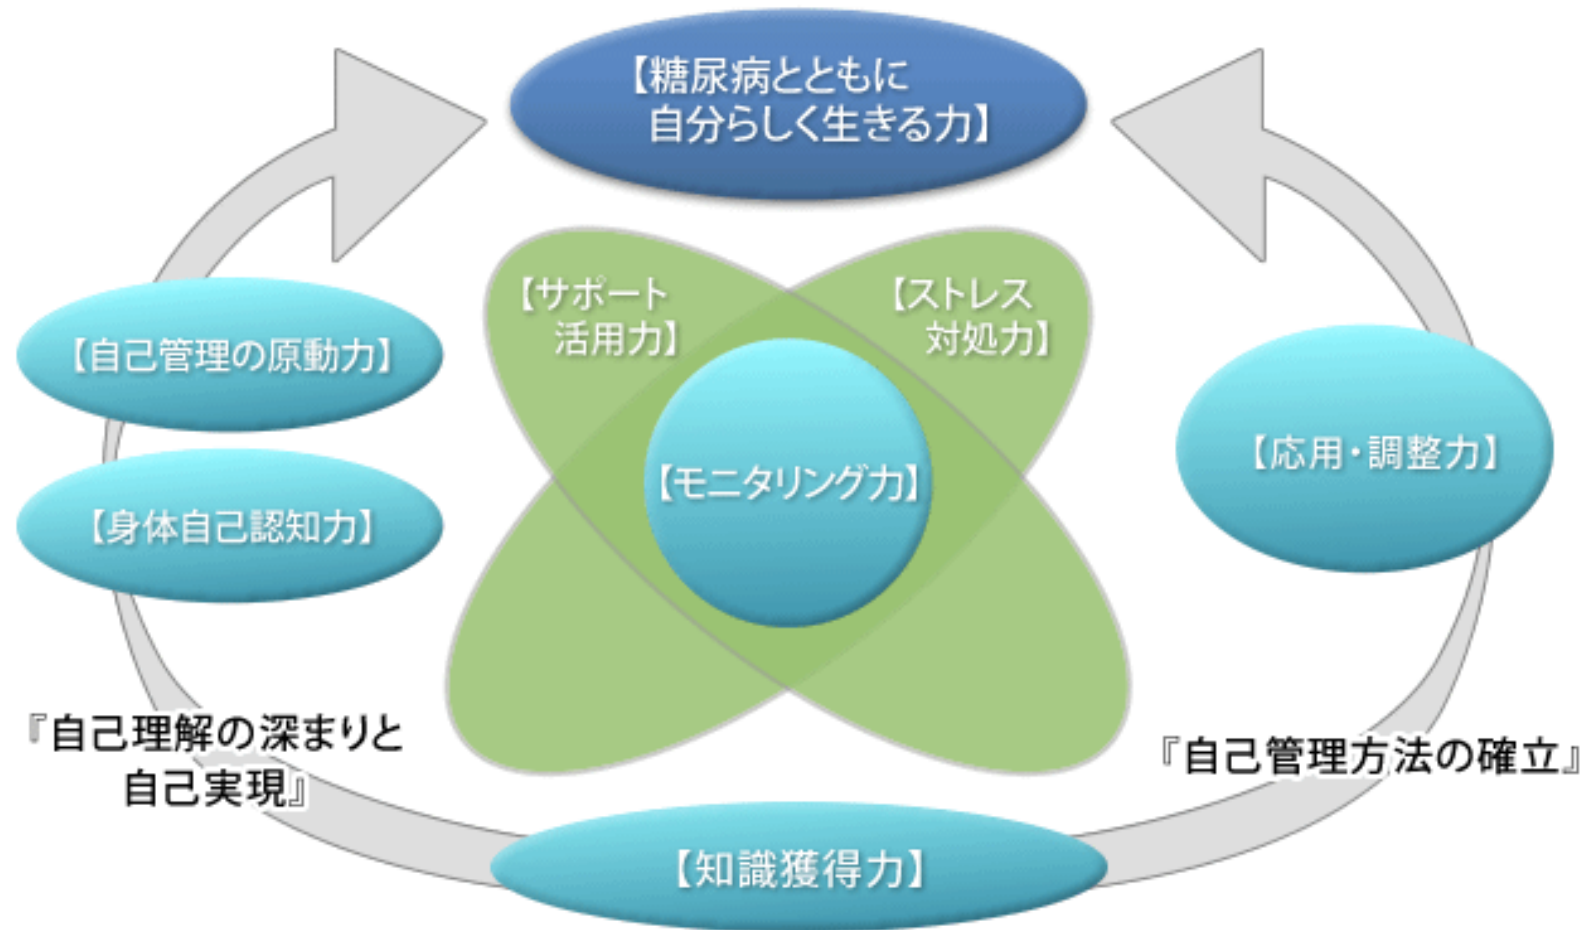 【糖尿病とともに
自分らしく生きる力】
【サポート
活用力】
【ストレス
対処力】
【自己管理の原動力】
【身体自己認知力】
【モニタリング力】
【応用・調整力】
『自己理解の深まりと
自己実現』
『自己管理方法の確立』
【知識獲得力】